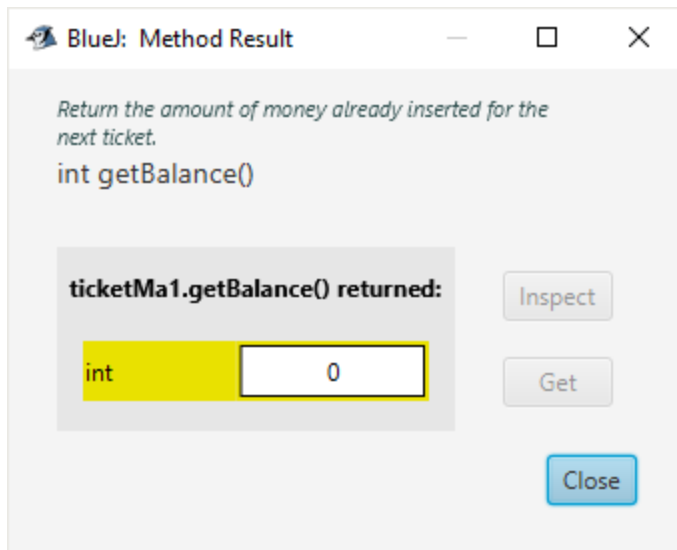 BlueJ: Method Result
Return the amount of money already inserted for the
next ticket.
int getBalance()
ticketMa1.getBalance() returned:
int 0
Inspect
Get
Close